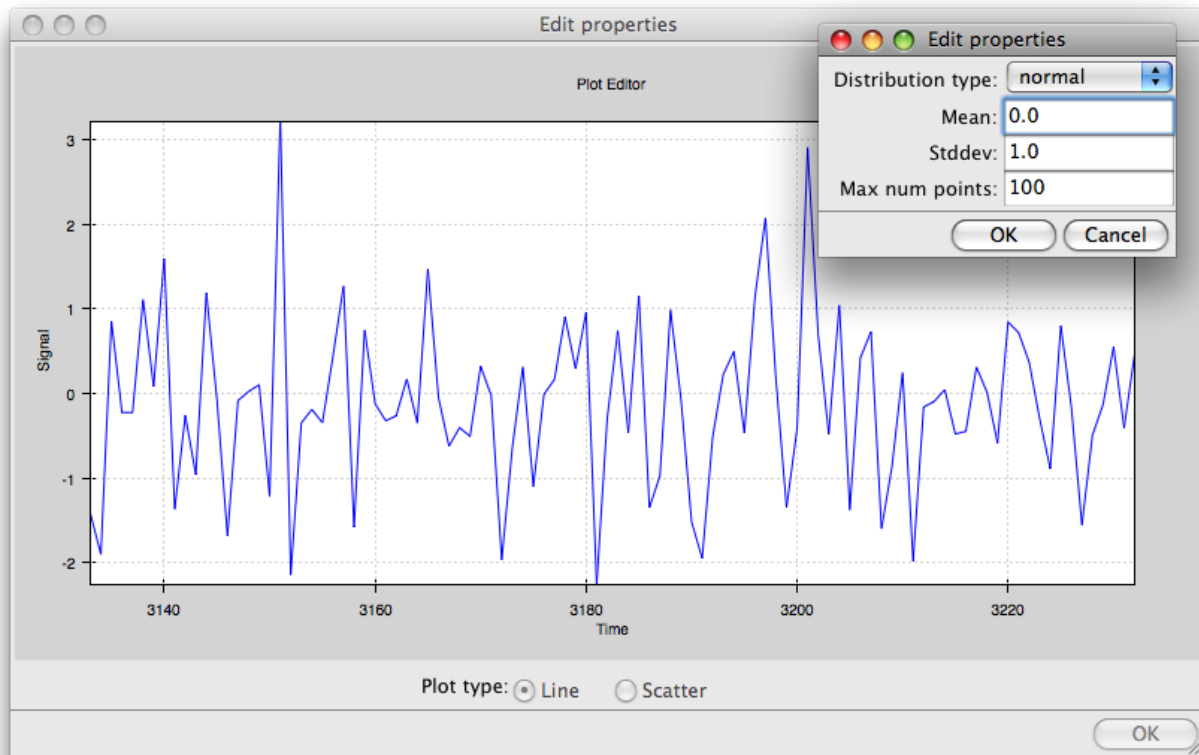 Edit properties
Plot Editor
3
2
1
0
-1
-2
Signal
3140 3160 3180 3200 3220
Time
Plot type: Line Scatter
OK
Edit properties
Distribution type: normal
Mean: 0.0
Stddev: 1.0
Max num points: 100
OK Cancel